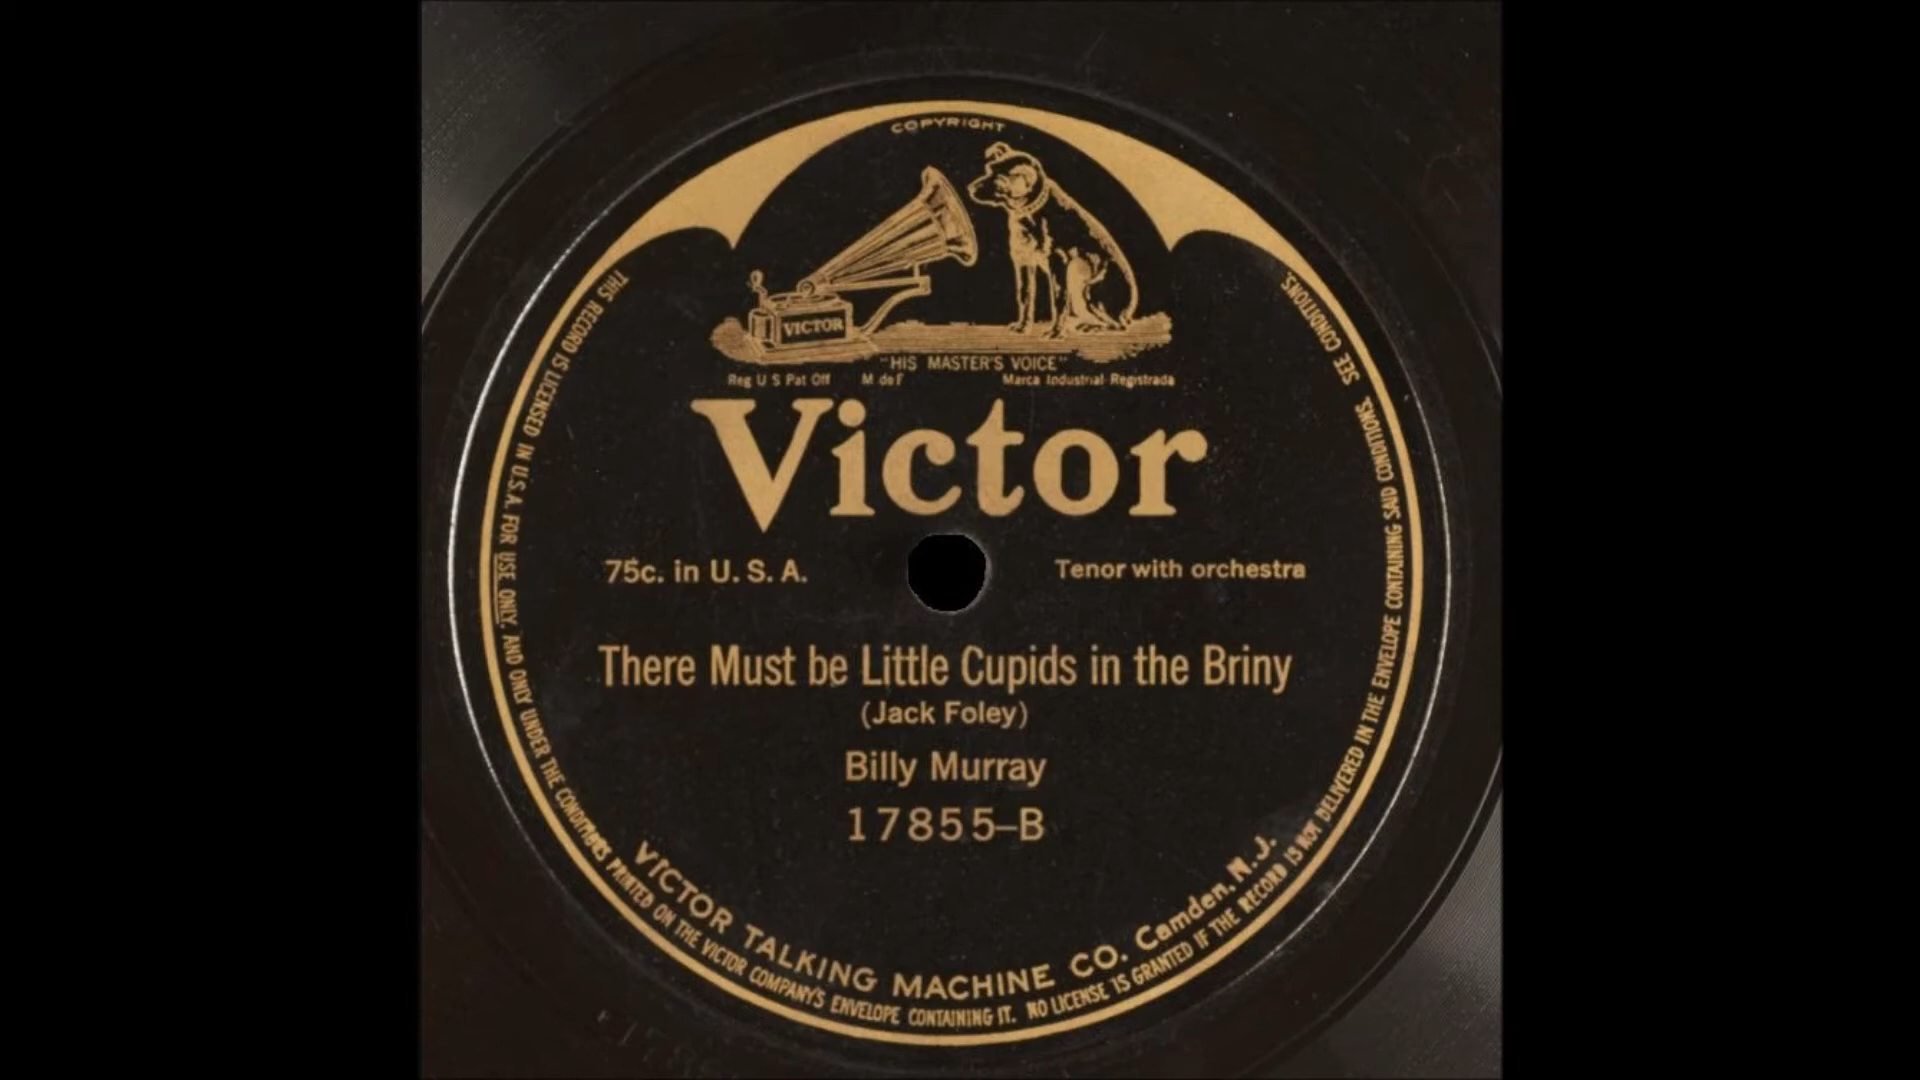 COPYRIGHT
VICTOR
"HIS MASTER'S VOICE"
Reg U S Pat Off M de F Marca Industrial Registrada
Victor
75c. in U. S. A. Tenor with orchestra
There Must be Little Cupids in the Briny
(Jack Foley)
Billy Murray
17855–B
VICTOR TALKING MACHINE CO. Camden, N. J.
THIS RECORD IS LICENSED IN U.S.A. FOR USE ONLY, AND ONLY UNDER THE CONDITIONS PRINTED ON THE VICTOR COMPANY'S ENVELOPE CONTAINING IT. NO LICENSE IS GRANTED IF THE RECORD IS NOT DELIVERED IN THE ENVELOPE CONTAINING SAID CONDITIONS. SEE CONDITIONS.